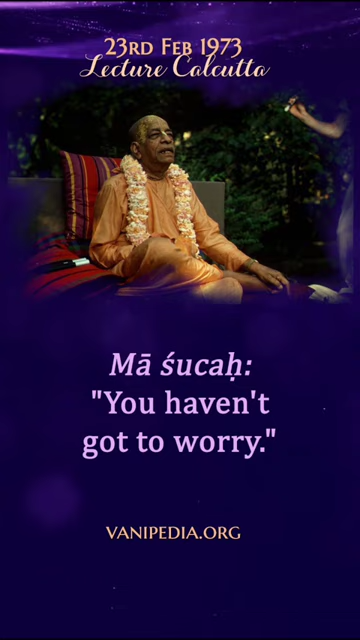 23rd Feb 1973
Lecture Calcutta
Mā śucaḥ:
"You haven't
got to worry."
VANIPEDIA.ORG